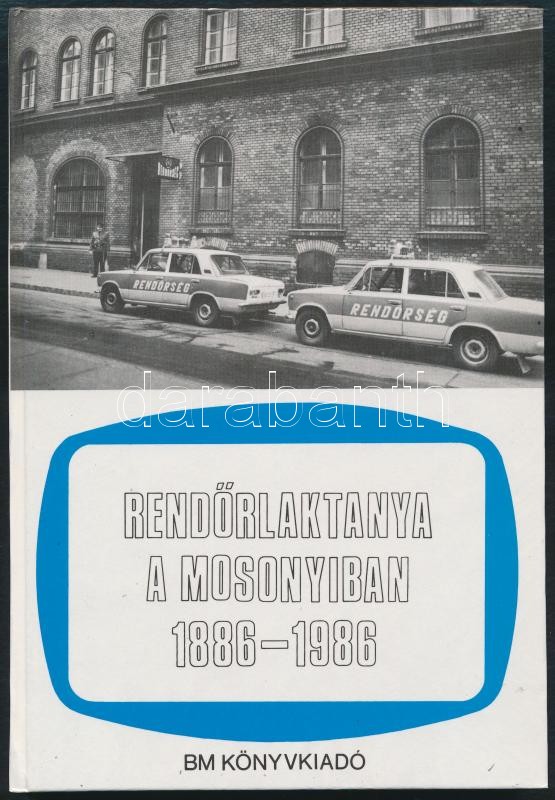 RENDŐRSÉG
RENDŐRSÉG
darabanth
RENDŐRLAKTANYA
A MOSONYIBAN
1886-1986
BM KÖNYVKIADÓ